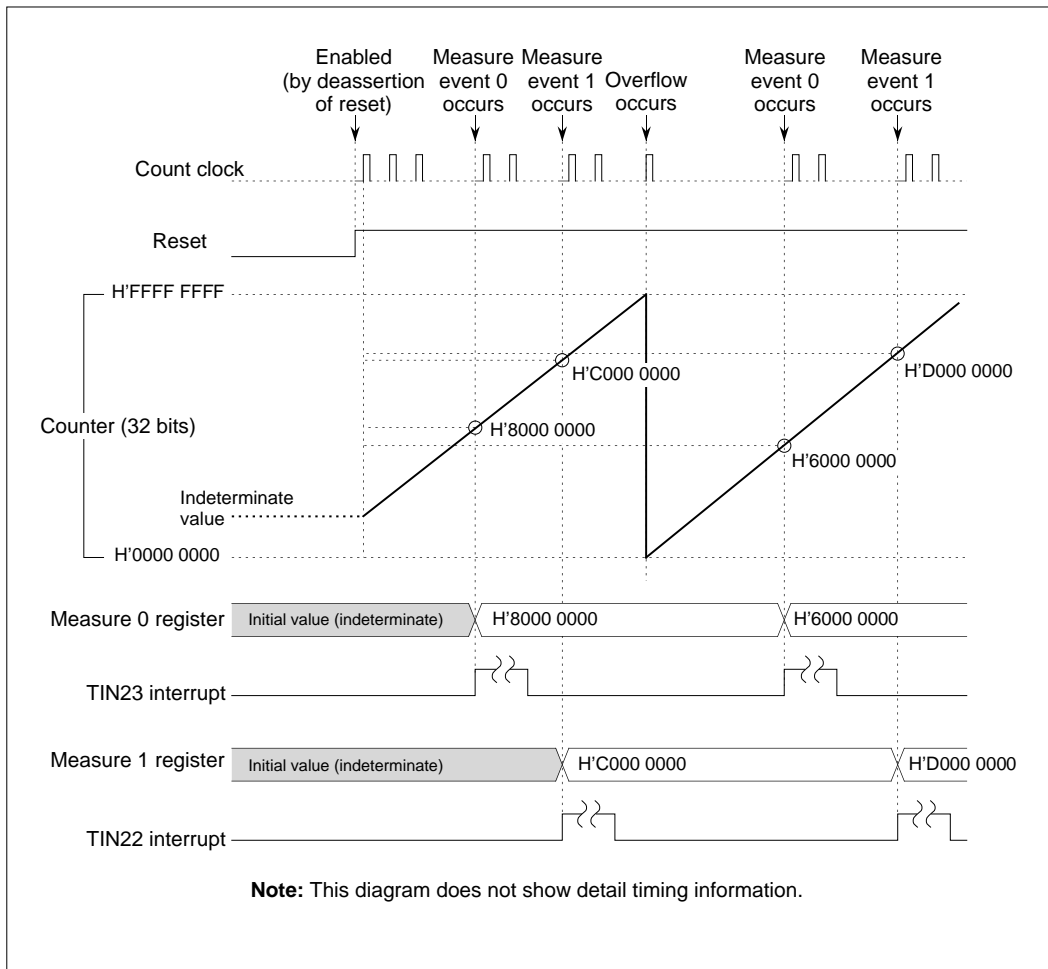 Enabled
(by deassertion
of reset)
Measure
event 0
occurs
Measure
event 1
occurs
Overflow
occurs
Measure
event 0
occurs
Measure
event 1
occurs
Count clock
Reset
H'FFFF FFFF
H'C000 0000
H'D000 0000
Counter (32 bits)
H'8000 0000
H'6000 0000
Indeterminate
value
H'0000 0000
Measure 0 register
Initial value (indeterminate)
H'8000 0000
H'6000 0000
TIN23 interrupt
Measure 1 register
Initial value (indeterminate)
H'C000 0000
H'D000 0000
TIN22 interrupt
Note: This diagram does not show detail timing information.